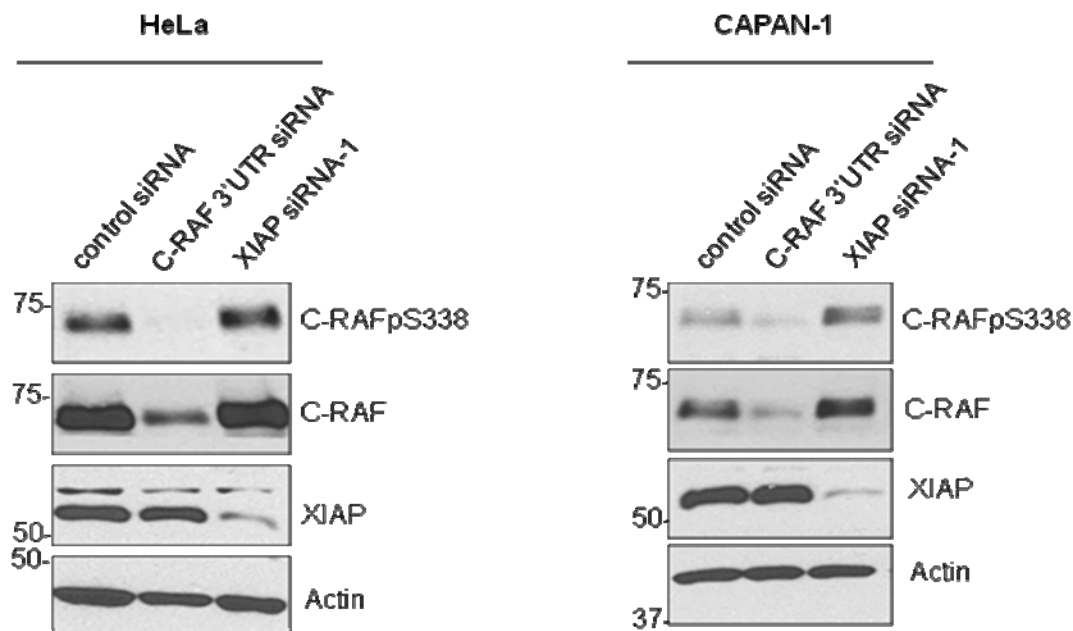 HeLa
control siRNA
C-RAF 3'UTR siRNA
XIAP siRNA-1
75-
C-RAFpS338
75-
C-RAF
XIAP
50-
50-
Actin
CAPAN-1
control siRNA
C-RAF 3'UTR siRNA
XIAP siRNA-1
75-
C-RAFpS338
75-
C-RAF
XIAP
50-
Actin
37-